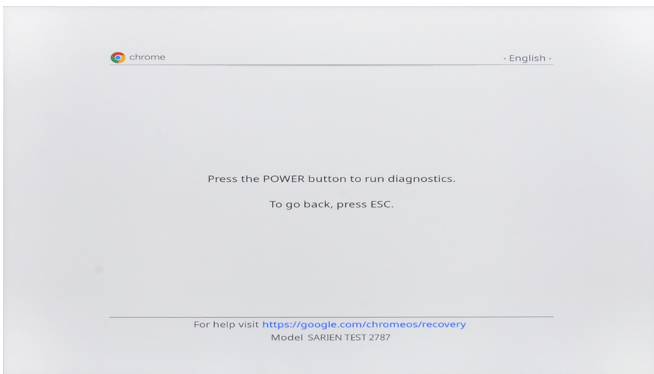 chrome
- English -
Press the POWER button to run diagnostics.
To go back, press ESC.
For help visit https://google.com/chromeos/recovery
Model SARIEN TEST 2787